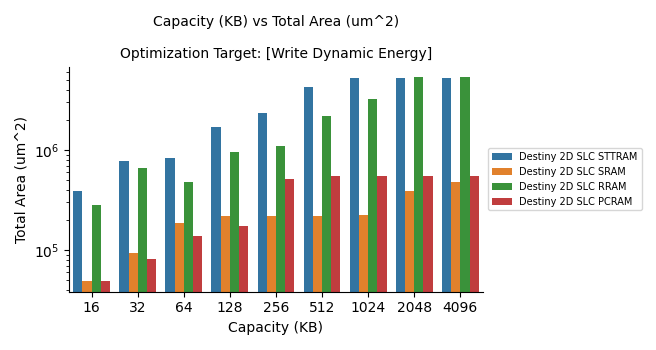 Capacity (KB) vs Total Area (um^2)
Optimization Target: [Write Dynamic Energy]
Total Area (um^2)
10^6
10^5
16 32 64 128 256 512 1024 2048 4096
Capacity (KB)
Destiny 2D SLC STTRAM
Destiny 2D SLC SRAM
Destiny 2D SLC RRAM
Destiny 2D SLC PCRAM